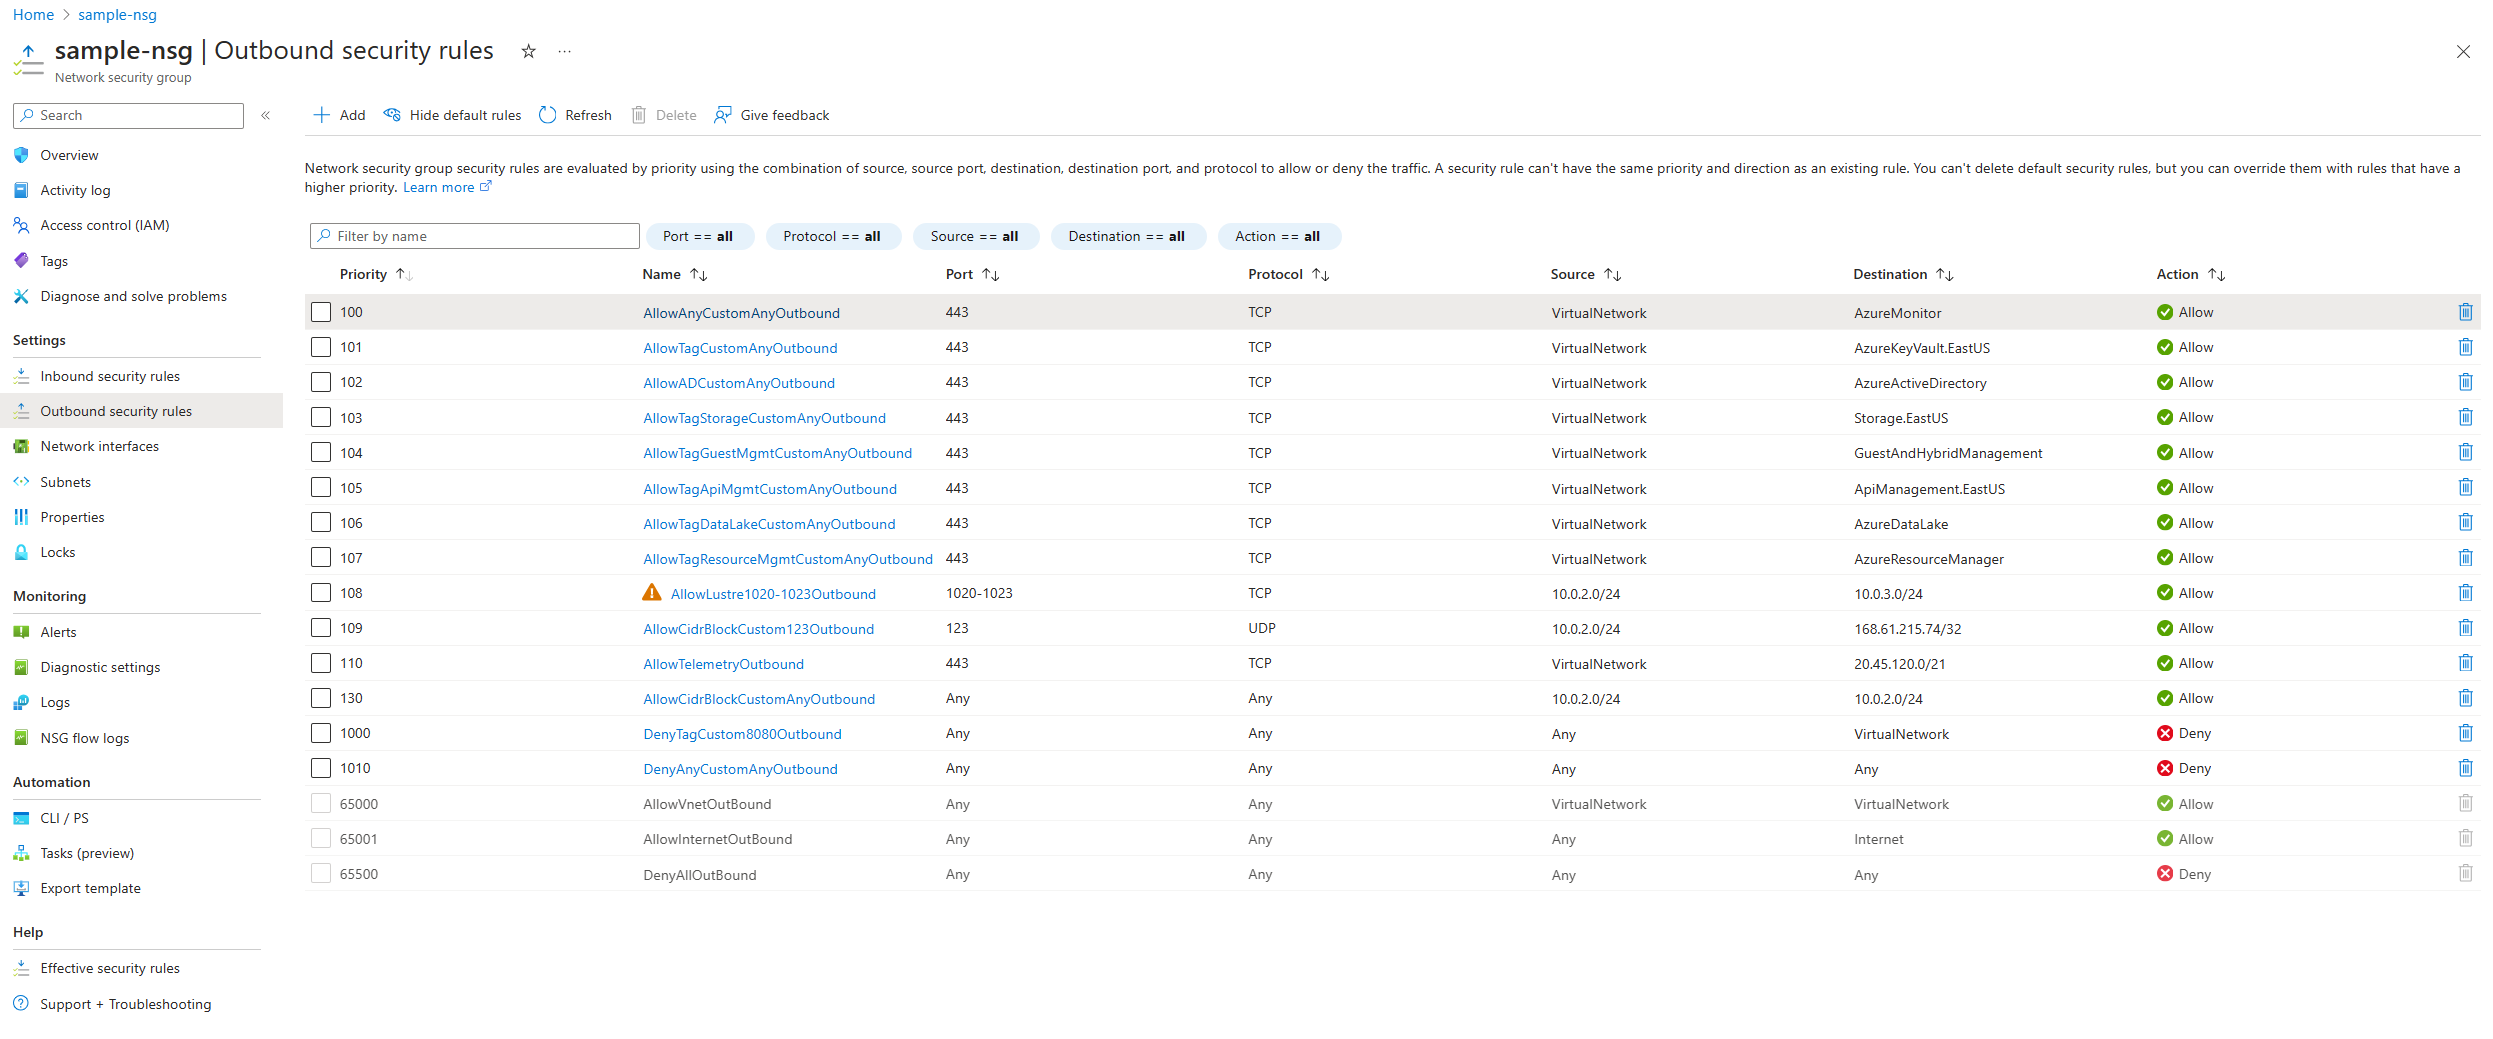 Home > sample-nsg
sample-nsg | Outbound security rules
Network security group
Search
Overview
Activity log
Access control (IAM)
Tags
Diagnose and solve problems
Settings
Inbound security rules
Outbound security rules
Network interfaces
Subnets
Properties
Locks
Monitoring
Alerts
Diagnostic settings
Logs
NSG flow logs
Automation
CLI / PS
Tasks (preview)
Export template
Help
Effective security rules
Support + Troubleshooting
Add Hide default rules Refresh Delete Give feedback
Network security group security rules are evaluated by priority using the combination of source, source port, destination, destination port, and protocol to allow or deny the traffic. A security rule can't have the same priority and direction as an existing rule. You can't delete default security rules, but you can override them with rules that have a
higher priority. Learn more
Filter by name Port == all Protocol == all Source == all Destination == all Action == all
Priority Name Port Protocol Source Destination Action
100 AllowAnyCustomAnyOutbound 443 TCP VirtualNetwork AzureMonitor Allow
101 AllowTagCustomAnyOutbound 443 TCP VirtualNetwork AzureKeyVault.EastUS Allow
102 AllowADCustomAnyOutbound 443 TCP VirtualNetwork AzureActiveDirectory Allow
103 AllowTagStorageCustomAnyOutbound 443 TCP VirtualNetwork Storage.EastUS Allow
104 AllowTagGuestMgmtCustomAnyOutbound 443 TCP VirtualNetwork GuestAndHybridManagement Allow
105 AllowTagApiMgmtCustomAnyOutbound 443 TCP VirtualNetwork ApiManagement.EastUS Allow
106 AllowTagDataLakeCustomAnyOutbound 443 TCP VirtualNetwork AzureDataLake Allow
107 AllowTagResourceMgmtCustomAnyOutbound 443 TCP VirtualNetwork AzureResourceManager Allow
108 AllowLustre1020-1023Outbound 1020-1023 TCP 10.0.2.0/24 10.0.3.0/24 Allow
109 AllowCidrBlockCustom123Outbound 123 UDP 10.0.2.0/24 168.61.215.74/32 Allow
110 AllowTelemetryOutbound 443 TCP VirtualNetwork 20.45.120.0/21 Allow
130 AllowCidrBlockCustomAnyOutbound Any Any 10.0.2.0/24 10.0.2.0/24 Allow
1000 DenyTagCustom8080Outbound Any Any Any VirtualNetwork Deny
1010 DenyAnyCustomAnyOutbound Any Any Any Any Deny
65000 AllowVnetOutBound Any Any VirtualNetwork VirtualNetwork Allow
65001 AllowInternetOutBound Any Any Any Internet Allow
65500 DenyAllOutBound Any Any Any Any Deny